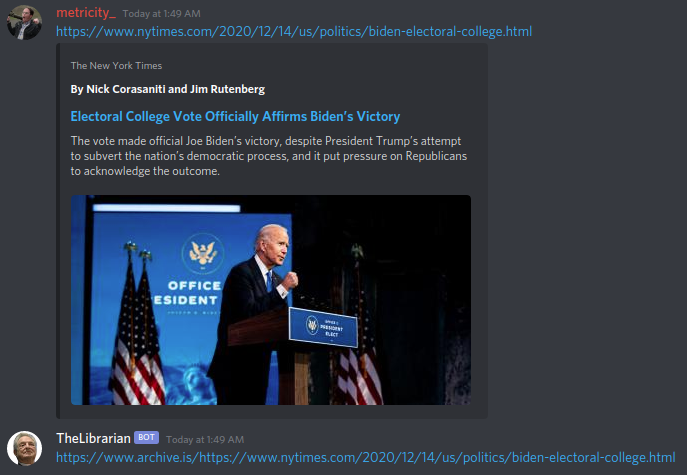 metricity_ Today at 1:49 AM
https://www.nytimes.com/2020/12/14/us/politics/biden-electoral-college.html
The New York Times
By Nick Corasaniti and Jim Rutenberg
Electoral College Vote Officially Affirms Biden's Victory
The vote made official Joe Biden's victory, despite President Trump's attempt
to subvert the nation's democratic process, and it put pressure on Republicans
to acknowledge the outcome.
OFFICE
ESIDENT
PRESIDENT
ELECT
TheLibrarian BOT Today at 1:49 AM
https://www.archive.is/https://www.nytimes.com/2020/12/14/us/politics/biden-electoral-college.html